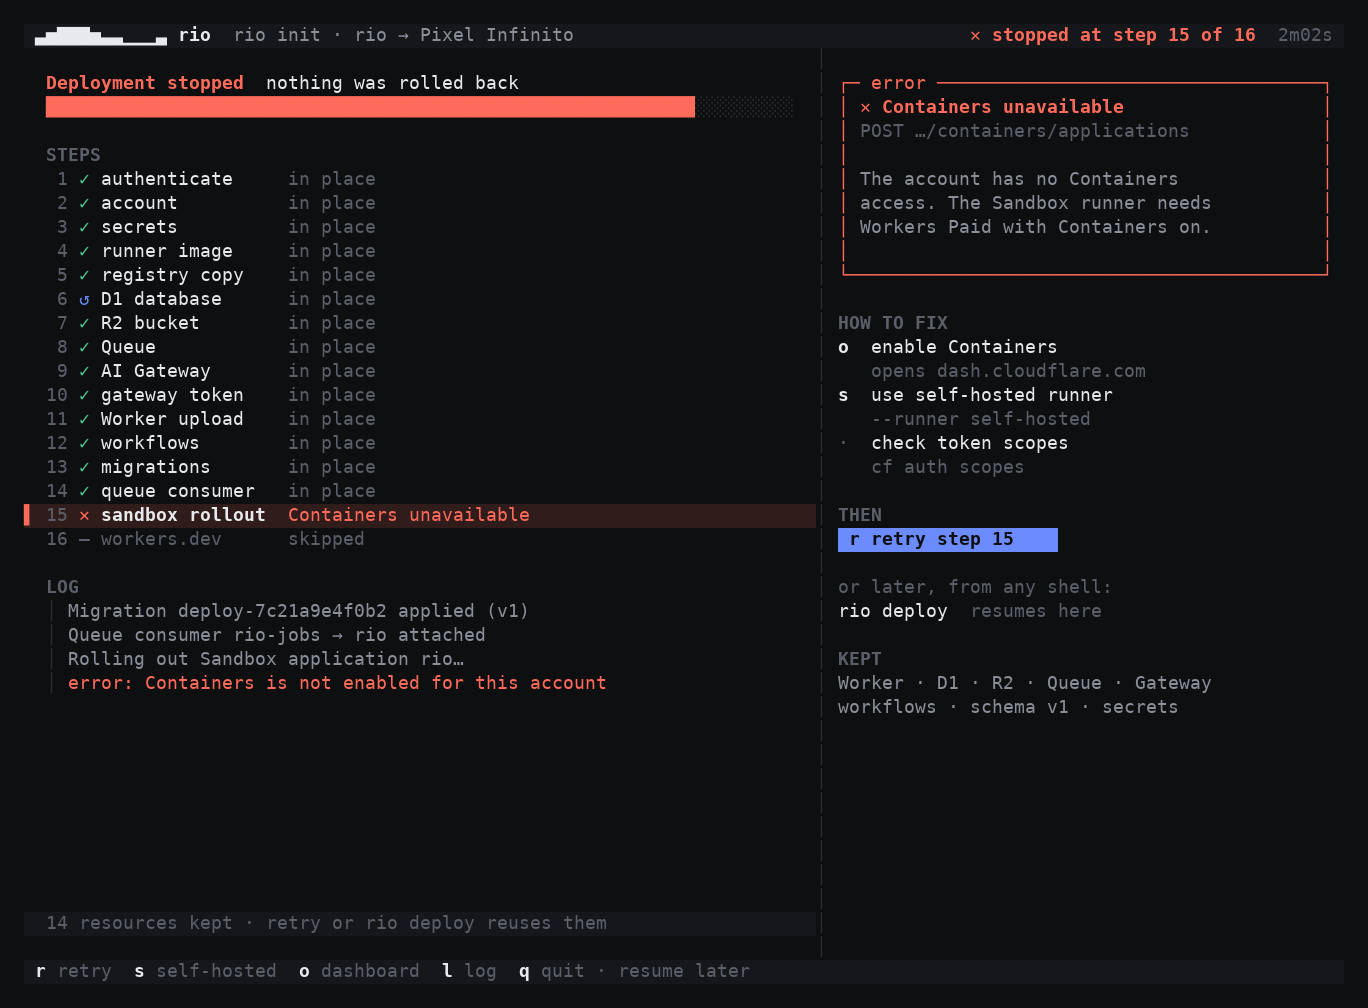 rio  rio init · rio → Pixel Infinito  × stopped at step 15 of 16  2m02s
Deployment stopped  nothing was rolled back
STEPS
1 ✓ authenticate  in place
2 ✓ account  in place
3 ✓ secrets  in place
4 ✓ runner image  in place
5 ✓ registry copy  in place
6 ↺ D1 database  in place
7 ✓ R2 bucket  in place
8 ✓ Queue  in place
9 ✓ AI Gateway  in place
10 ✓ gateway token  in place
11 ✓ Worker upload  in place
12 ✓ workflows  in place
13 ✓ migrations  in place
14 ✓ queue consumer  in place
15 × sandbox rollout  Containers unavailable
16 — workers.dev  skipped
LOG
Migration deploy-7c21a9e4f0b2 applied (v1)
Queue consumer rio-jobs → rio attached
Rolling out Sandbox application rio…
error: Containers is not enabled for this account
14 resources kept · retry or rio deploy reuses them
error
× Containers unavailable
POST …/containers/applications
The account has no Containers
access. The Sandbox runner needs
Workers Paid with Containers on.
HOW TO FIX
o  enable Containers
opens dash.cloudflare.com
s  use self-hosted runner
--runner self-hosted
·  check token scopes
cf auth scopes
THEN
r retry step 15
or later, from any shell:
rio deploy  resumes here
KEPT
Worker · D1 · R2 · Queue · Gateway
workflows · schema v1 · secrets
r retry  s self-hosted  o dashboard  l log  q quit · resume later